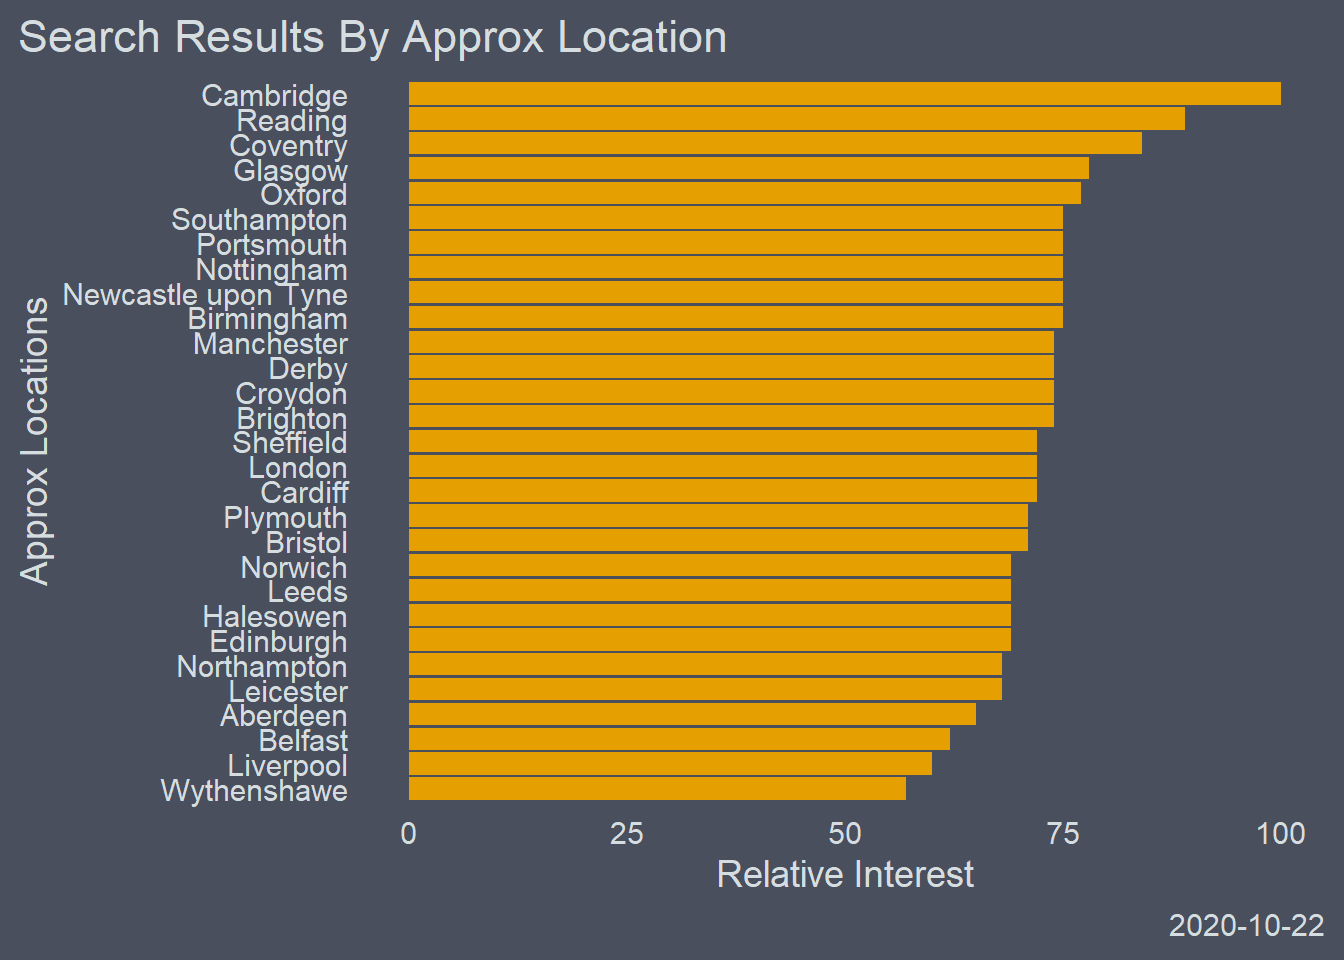 Search Results By Approx Location
Approx Locations
Cambridge
Reading
Coventry
Glasgow
Oxford
Southampton
Portsmouth
Nottingham
Newcastle upon Tyne
Birmingham
Manchester
Derby
Croydon
Brighton
Sheffield
London
Cardiff
Plymouth
Bristol
Norwich
Leeds
Halesowen
Edinburgh
Northampton
Leicester
Aberdeen
Belfast
Liverpool
Wythenshawe
0 25 50 75 100
Relative Interest
2020-10-22